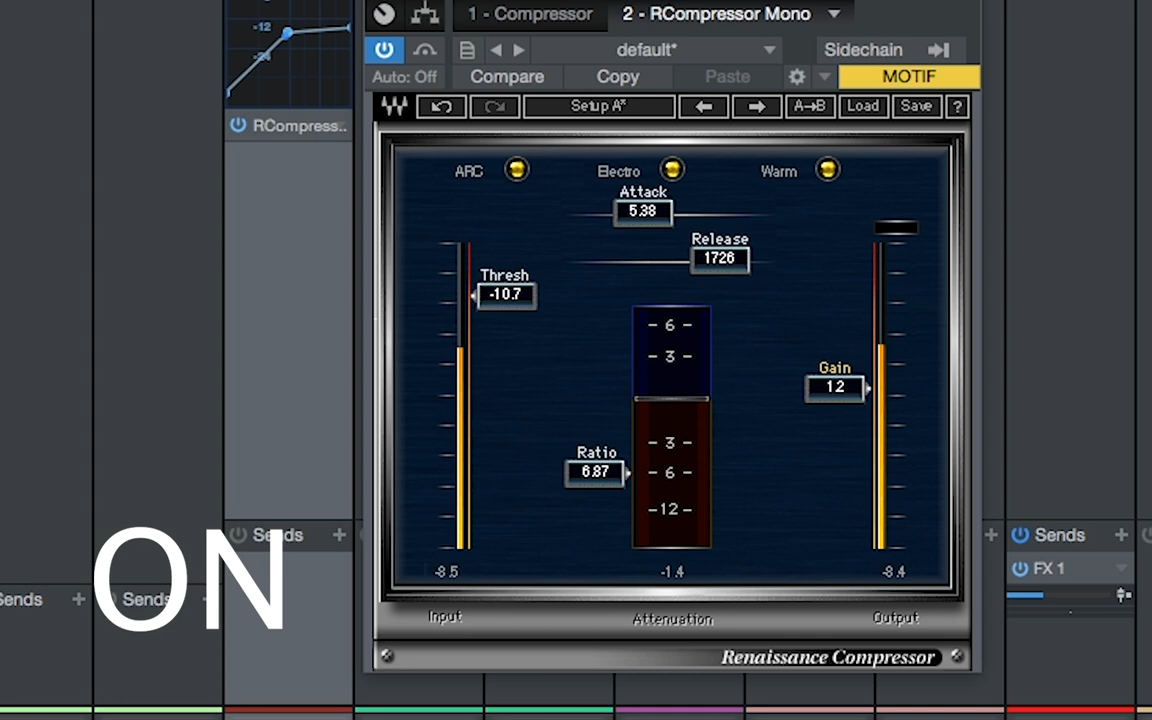 -12
-24
1 - Compressor
2 - RCompressor Mono
default*
Sidechain
Auto: Off
Compare
Copy
Paste
MOTIF
Setup A*
A→B
Load
Save
?
RCompress..
ARC
Electro
Warm
Attack
5.38
Release
1726
Thresh
-10.7
- 6 -
- 3 -
Gain
12
- 3 -
Ratio
6.87
- 6 -
-12 -
Sends +
+
Sends +
-8.5
-1.4
-8.4
FX 1
Sends +
Sends
ON
Input
Attenuation
Output
Renaissance Compressor